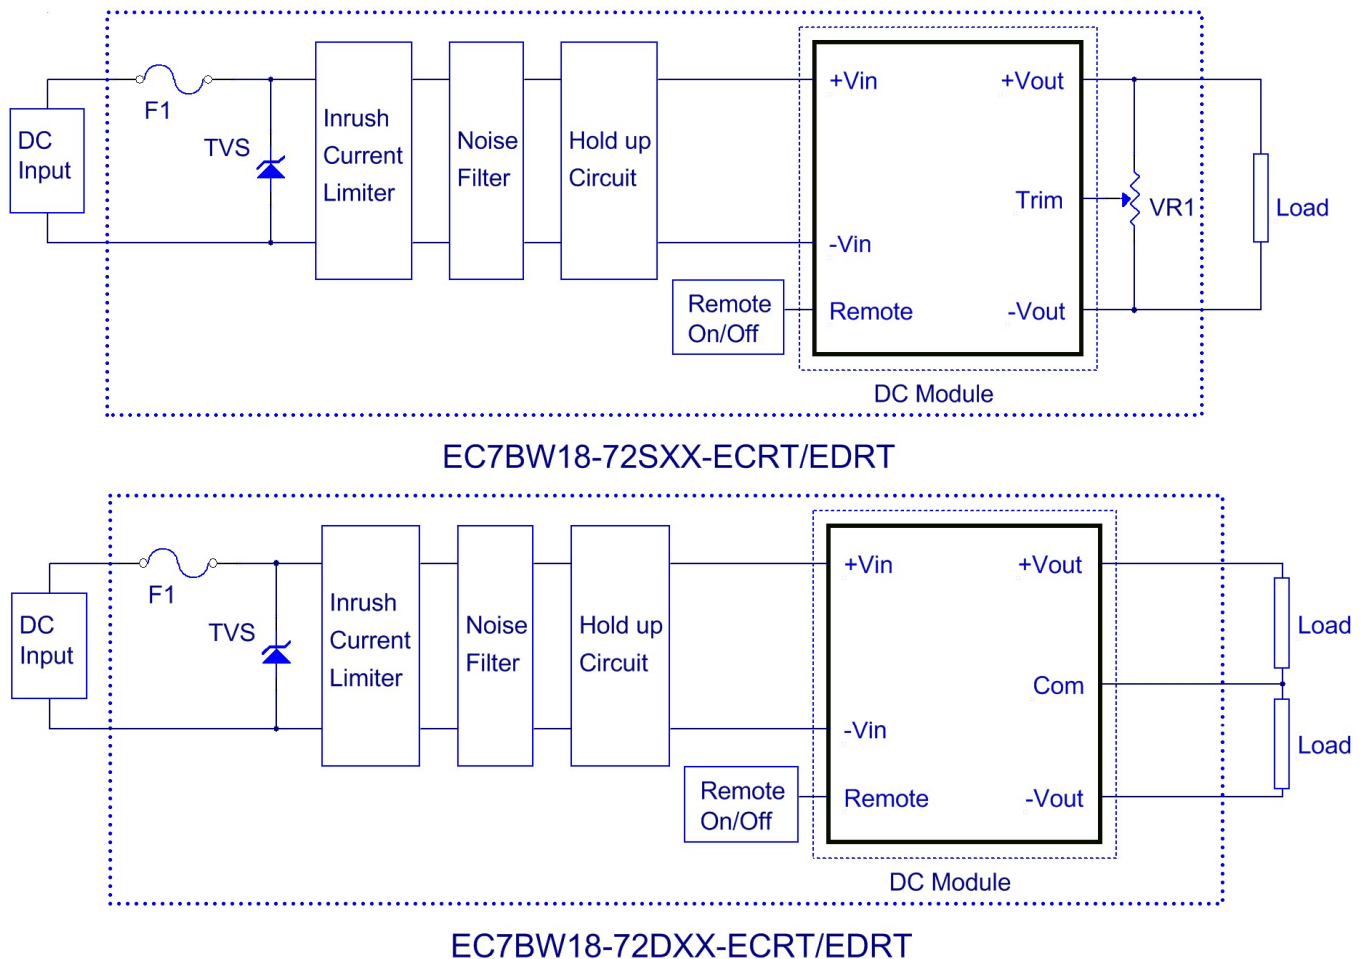 DC
Input
F1
TVS
Inrush
Current
Limiter
Noise
Filter
Hold up
Circuit
Remote
On/Off
+Vin
-Vin
Remote
+Vout
Trim
-Vout
VR1
Load
DC Module
EC7BW18-72SXX-ECRT/EDRT
DC
Input
F1
TVS
Inrush
Current
Limiter
Noise
Filter
Hold up
Circuit
Remote
On/Off
+Vin
-Vin
Remote
+Vout
Com
-Vout
Load
Load
DC Module
EC7BW18-72DXX-ECRT/EDRT